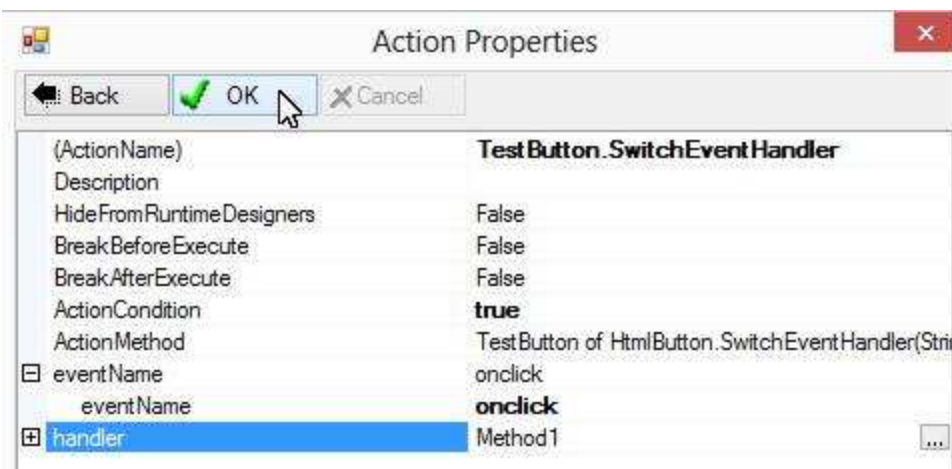 Action Properties
Back OK Cancel
(ActionName) TestButton.SwitchEventHandler
Description
HideFromRuntimeDesigners False
BreakBeforeExecute False
BreakAfterExecute False
ActionCondition true
ActionMethod TestButton of HtmlButton.SwitchEventHandler(Stri
eventName onclick
eventName onclick
handler Method1 ...